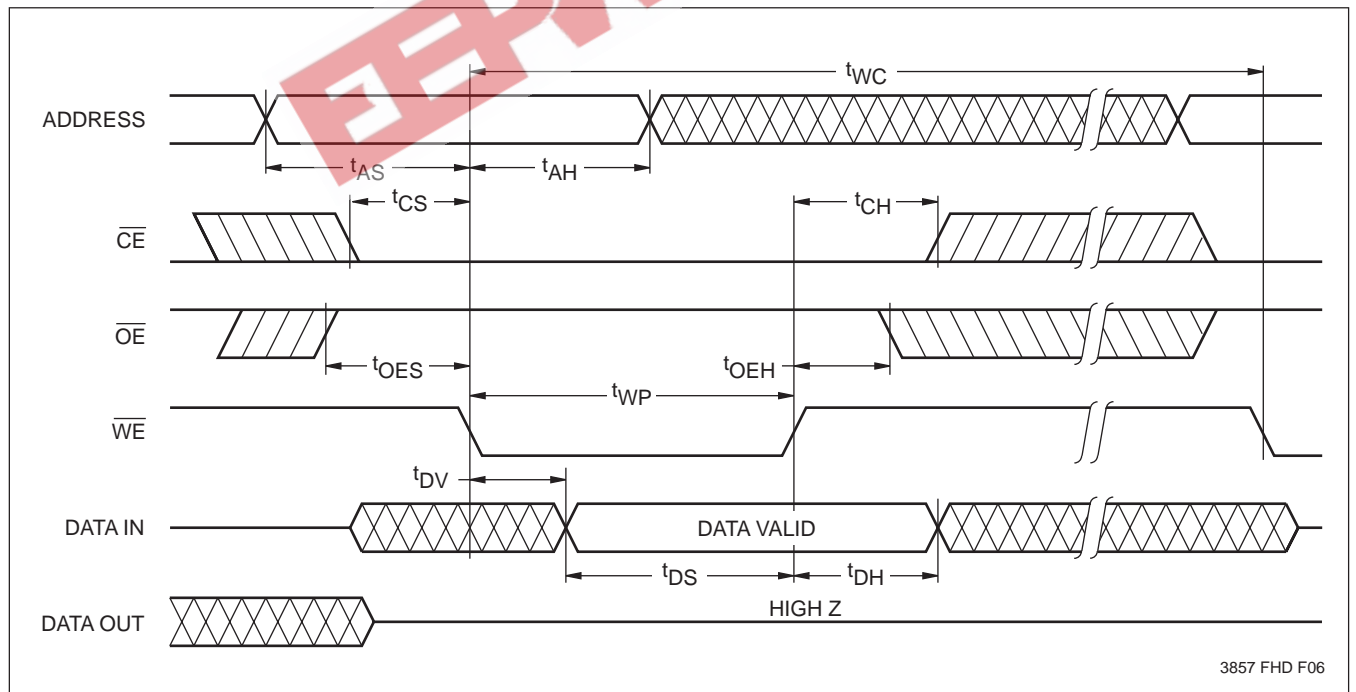 EEPW
tWC
ADDRESS
tAS
tAH
tCS
tCH
CE
OE
tOES
tOEH
tWP
WE
tDV
DATA IN
DATA VALID
tDS
tDH
HIGH Z
DATA OUT
3857 FHD F06